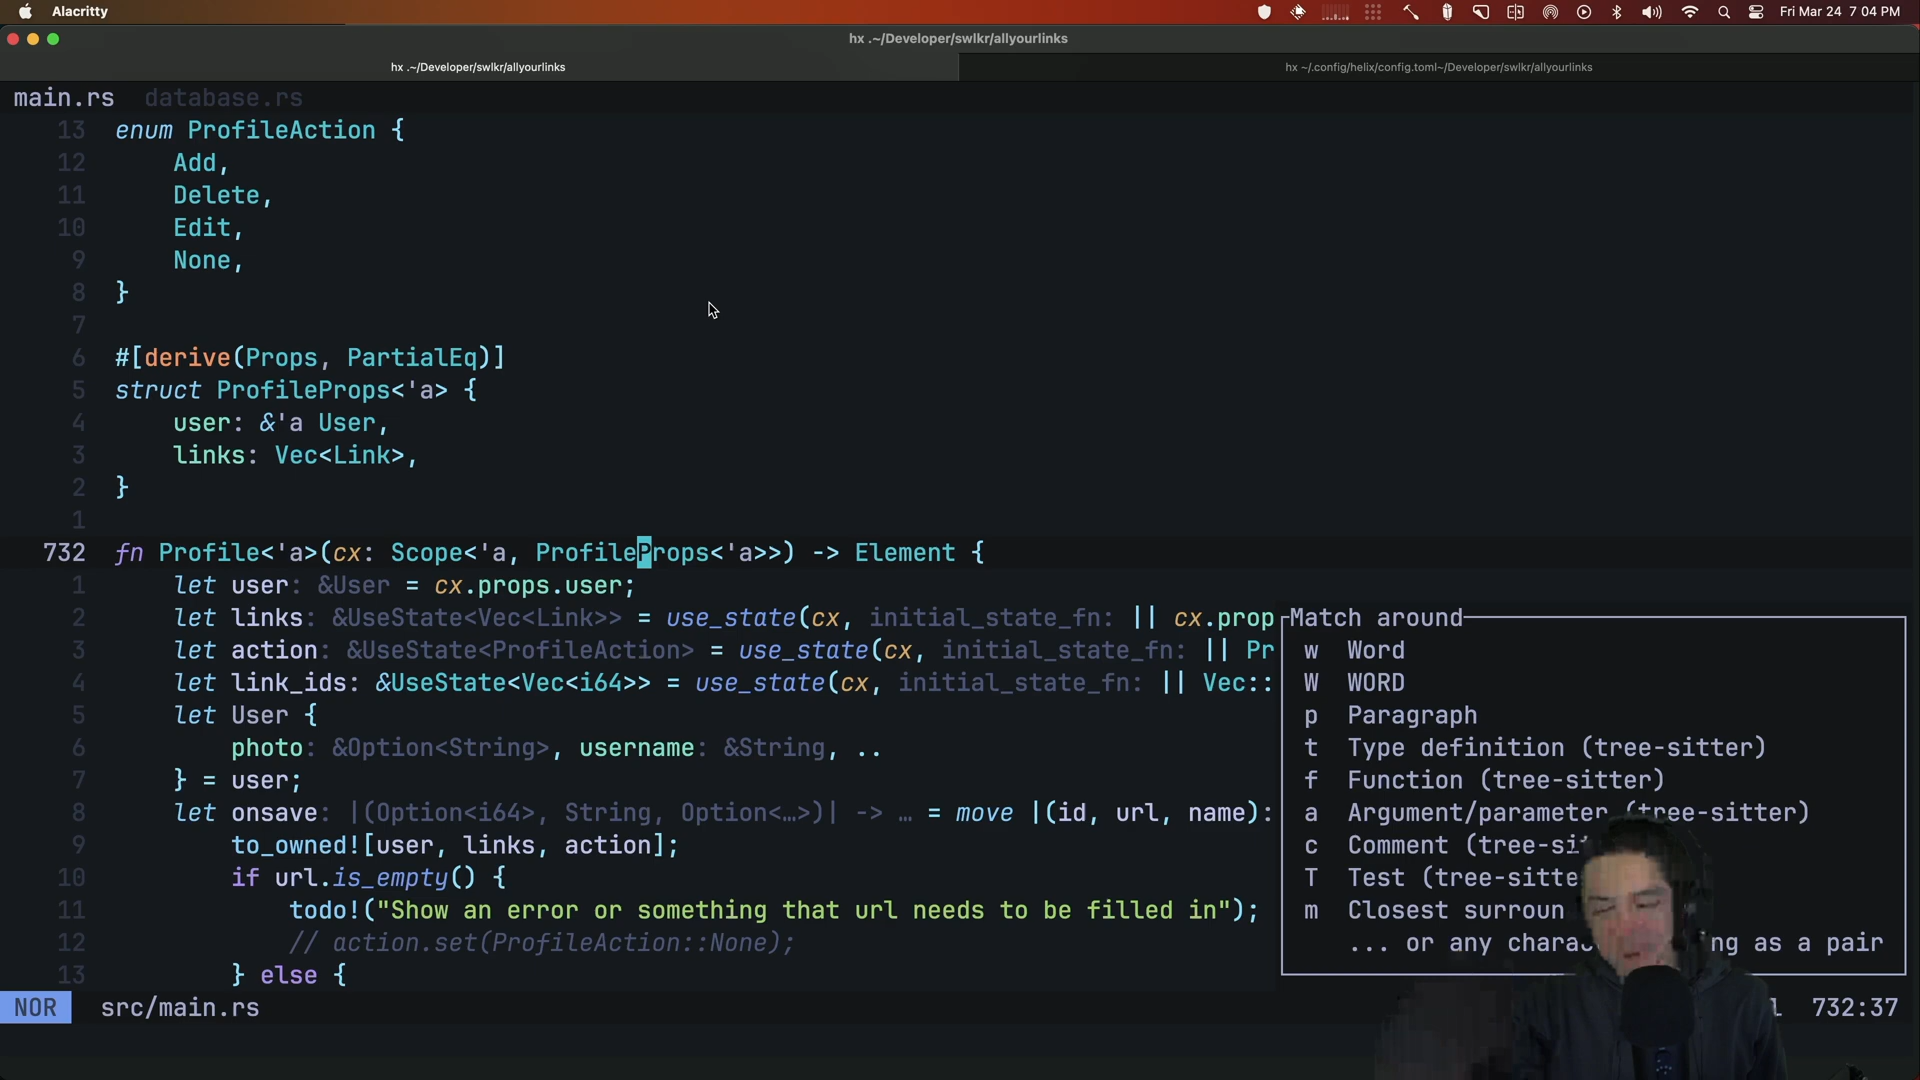 Alacritty
Fri Mar 24 7:04 PM
hx .~/Developer/swlkr/allyourlinks
hx .~/Developer/swlkr/allyourlinks
hx ~/.config/helix/config.toml~/Developer/swlkr/allyourlinks
main.rs database.rs
13 enum ProfileAction {
12 Add,
11 Delete,
10 Edit,
9 None,
8 }
7
6 #[derive(Props, PartialEq)]
5 struct ProfileProps<'a> {
4 user: &'a User,
3 links: Vec<Link>,
2 }
1
732 fn Profile<'a>(cx: Scope<'a, ProfileProps<'a>>) -> Element {
1 let user: &User = cx.props.user;
2 let links: &UseState<Vec<Link>> = use_state(cx, initial_state_fn: || cx.prop
3 let action: &UseState<ProfileAction> = use_state(cx, initial_state_fn: || Pr
4 let link_ids: &UseState<Vec<i64>> = use_state(cx, initial_state_fn: || Vec::
5 let User {
6 photo: &Option<String>, username: &String, ..
7 } = user;
8 let onsave: |(Option<i64>, String, Option<…>)| -> … = move |(id, url, name):
9 to_owned![user, links, action];
10 if url.is_empty() {
11 todo!("Show an error or something that url needs to be filled in");
12 // action.set(ProfileAction::None);
13 } else {
Match around
w Word
W WORD
p Paragraph
t Type definition (tree-sitter)
f Function (tree-sitter)
a Argument/parameter (tree-sitter)
c Comment (tree-sit
T Test (tree-sitte
m Closest surroun
... or any charac ng as a pair
NOR src/main.rs
732:37